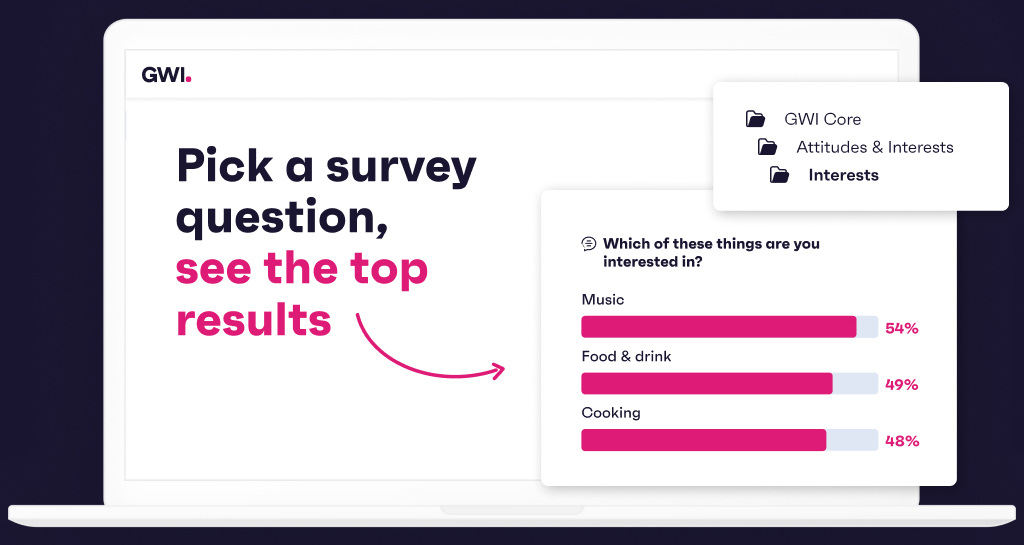 GWI.
Pick a survey
question,
see the top
results
GWI Core
Attitudes & Interests
Interests
Which of these things are you
interested in?
Music
54%
Food & drink
49%
Cooking
48%